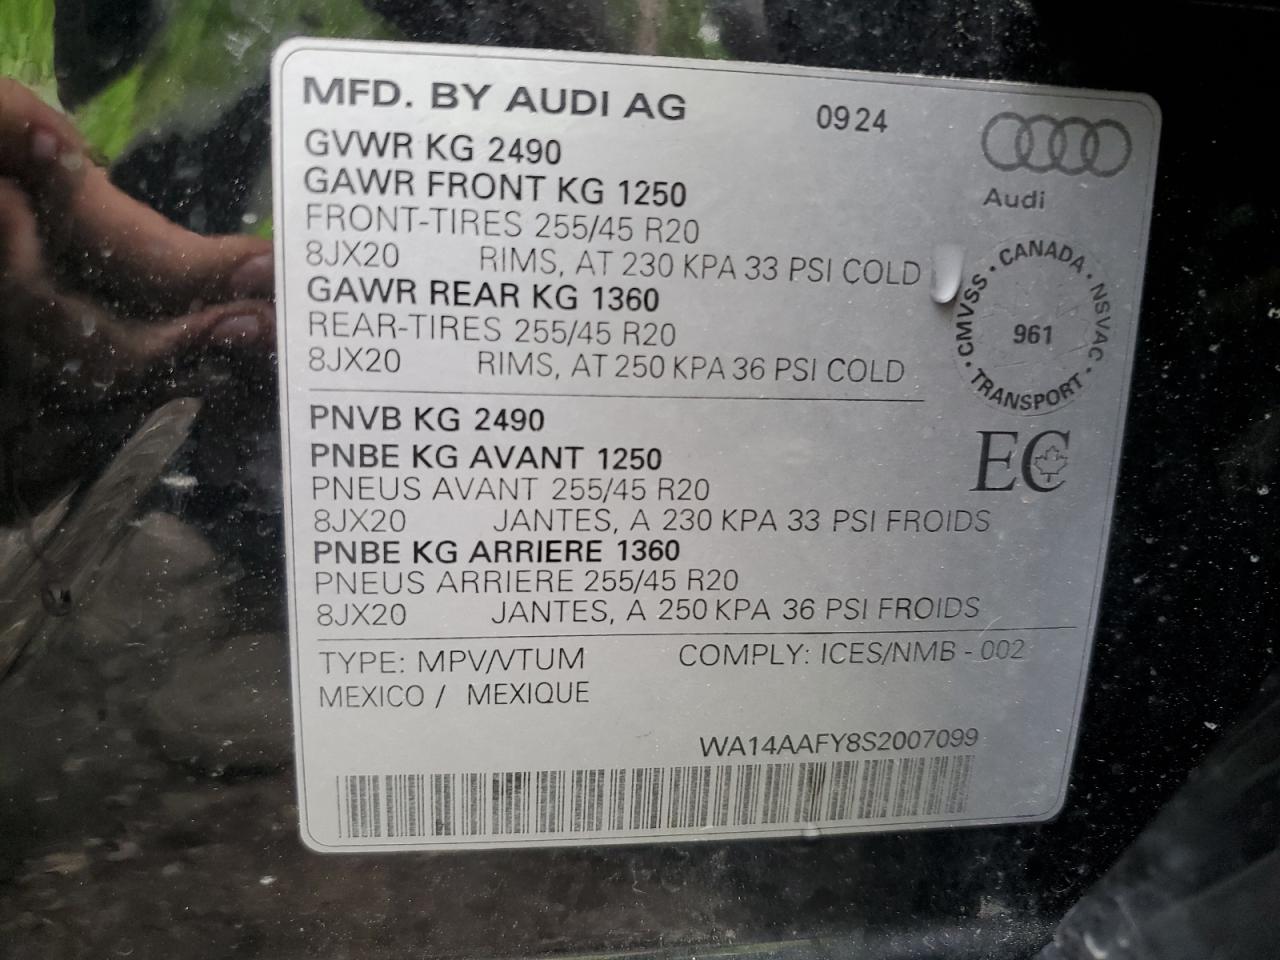 MFD. BY AUDI AG 0924
GVWR KG 2490
GAWR FRONT KG 1250
FRONT-TIRES 255/45 R20
8JX20 RIMS, AT 230 KPA 33 PSI COLD
GAWR REAR KG 1360
REAR-TIRES 255/45 R20
8JX20 RIMS, AT 250 KPA 36 PSI COLD
Audi
CANADA · NSVAC · TRANSPORT · CMVSS ·
961
EC
PNVB KG 2490
PNBE KG AVANT 1250
PNEUS AVANT 255/45 R20
8JX20 JANTES, A 230 KPA 33 PSI FROIDS
PNBE KG ARRIERE 1360
PNEUS ARRIERE 255/45 R20
8JX20 JANTES, A 250 KPA 36 PSI FROIDS
TYPE: MPV/VTUM COMPLY: ICES/NMB - 002
MEXICO / MEXIQUE
WA14AAFY8S2007099